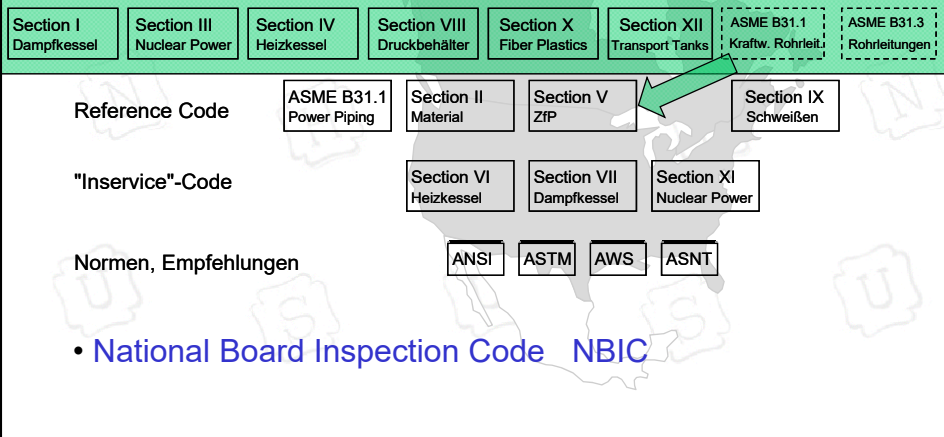 Section I
Dampfkessel
Section III
Nuclear Power
Section IV
Heizkessel
Section VIII
Druckbehälter
Section X
Fiber Plastics
Section XII
Transport Tanks
ASME B31.1
Kraftw. Rohrleit.
ASME B31.3
Rohrleitungen
Reference Code
ASME B31.1
Power Piping
Section II
Material
Section V
ZfP
Section IX
Schweißen
"Inservice"-Code
Section VI
Heizkessel
Section VII
Dampfkessel
Section XI
Nuclear Power
Normen, Empfehlungen
ANSI
ASTM
AWS
ASNT
• National Board Inspection Code NBIC